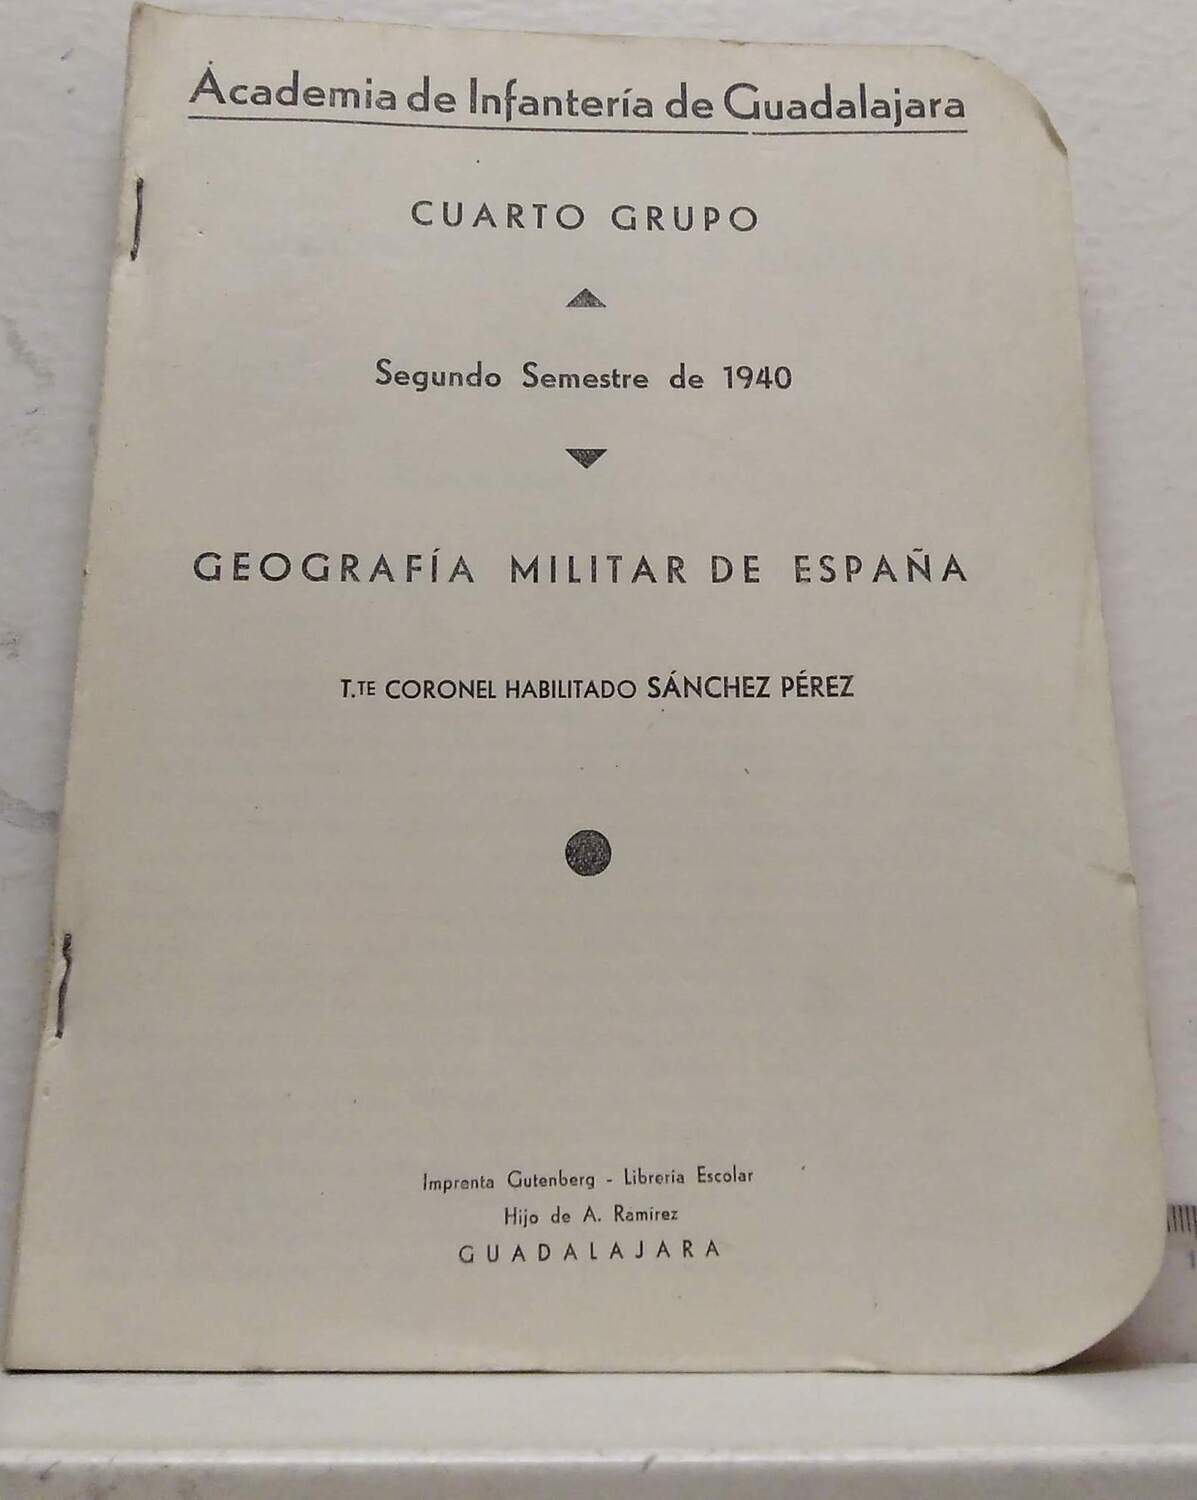 Academia de Infantería de Guadalajara
CUARTO GRUPO
Segundo Semestre de 1940
GEOGRAFÍA MILITAR DE ESPAÑA
T.TE CORONEL HABILITADO SÁNCHEZ PÉREZ
Imprenta Gutenberg - Librería Escolar
Hijo de A. Ramírez
GUADALAJARA
1